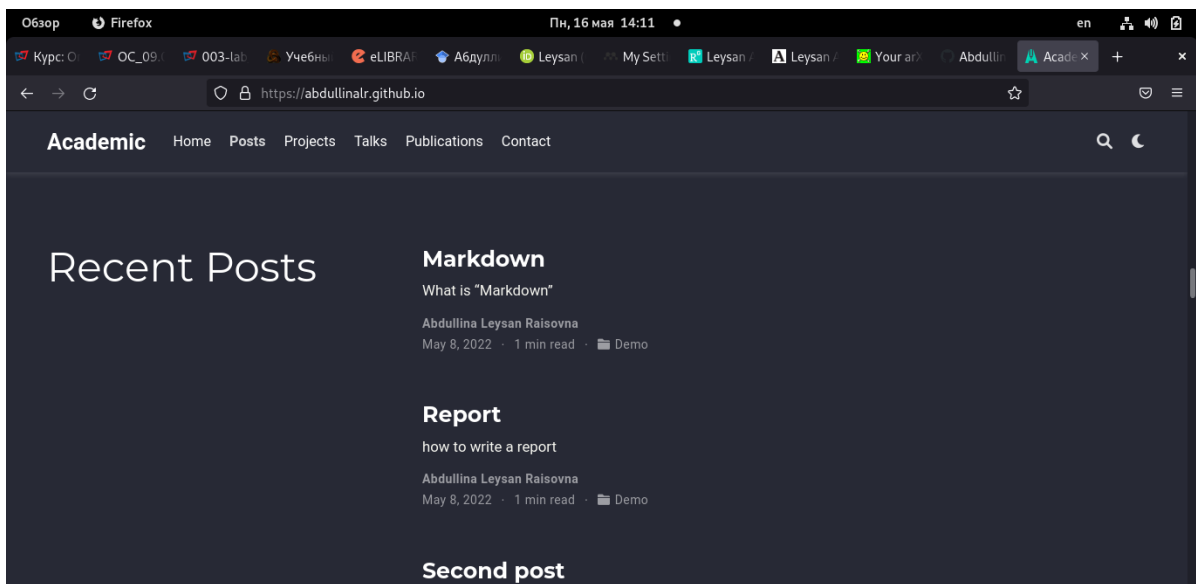 Обзор Firefox Пн, 16 мая 14:11 en
Курс: О ОС_09. 003-lab Учебны eLIBRAR Абдулл Leysan ( My Setti Leysan A Leysan A Your arX Abdullin Acade × + ×
https://abdullinalr.github.io
Academic Home Posts Projects Talks Publications Contact
Recent Posts
Markdown
What is “Markdown”
Abdullina Leysan Raisovna
May 8, 2022 · 1 min read · Demo
Report
how to write a report
Abdullina Leysan Raisovna
May 8, 2022 · 1 min read · Demo
Second post